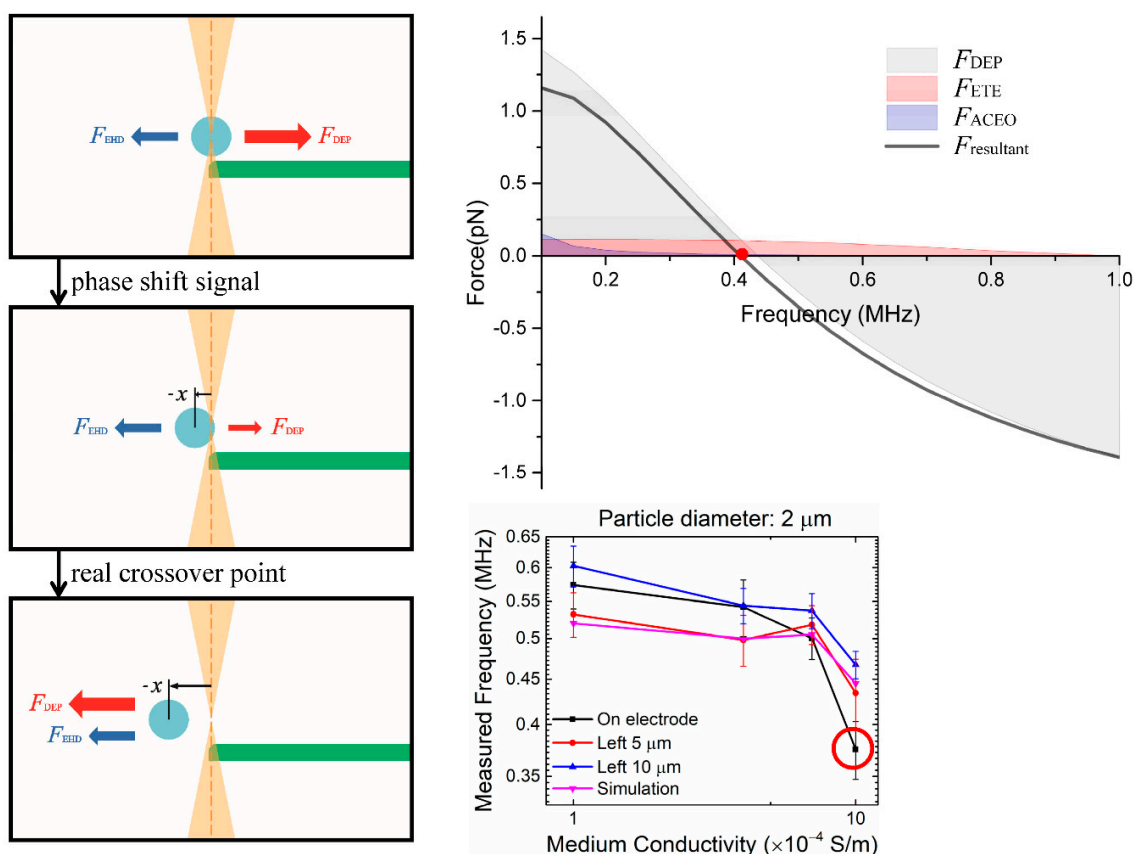 F_EHD F_DEP
phase shift signal
-x
F_EHD F_DEP
real crossover point
-x
F_DEP
F_EHD
F_DEP
F_ETE
F_ACEO
F_resultant
Force(pN)
1.5
1.0
0.5
0.0
-0.5
-1.0
-1.5
0.2 0.4 0.6 0.8 1.0
Frequency (MHz)
Particle diameter: 2 μm
Measured Frequency (MHz)
0.65
0.6
0.55
0.5
0.45
0.4
0.35
On electrode
Left 5 μm
Left 10 μm
Simulation
1 10
Medium Conductivity (×10⁻⁴ S/m)